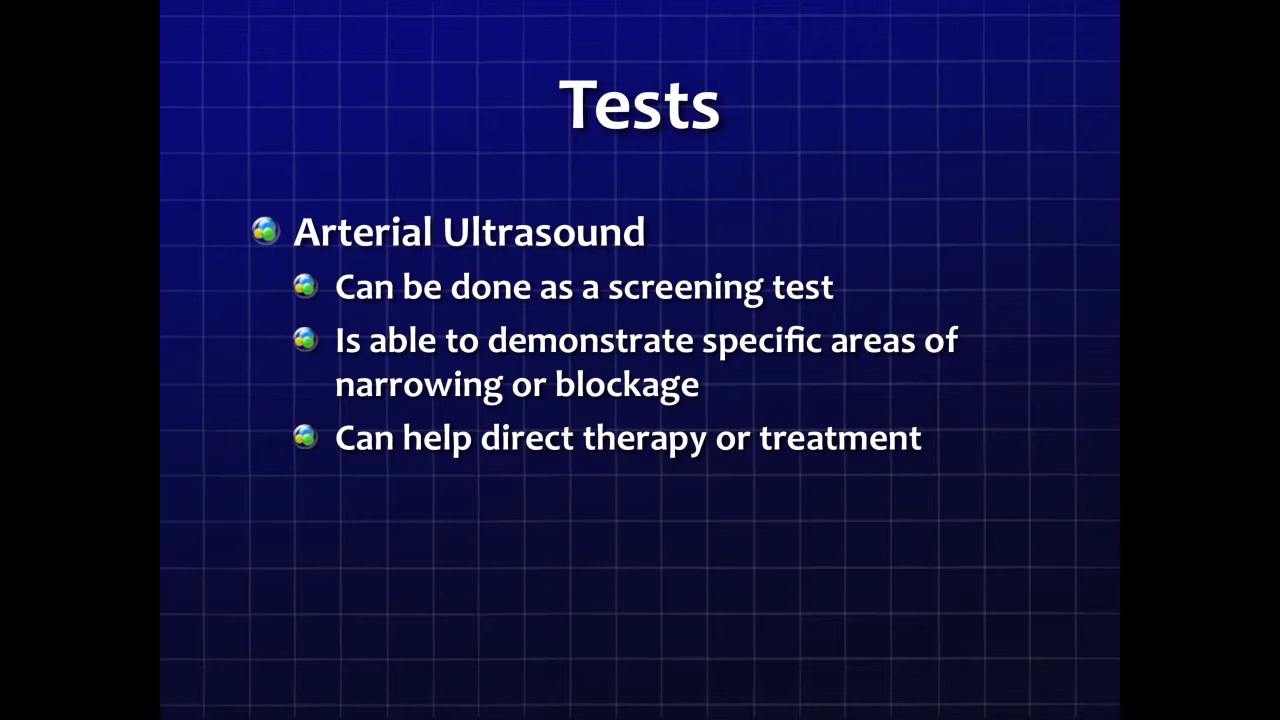 Tests
Arterial Ultrasound
Can be done as a screening test
Is able to demonstrate specific areas of
narrowing or blockage
Can help direct therapy or treatment